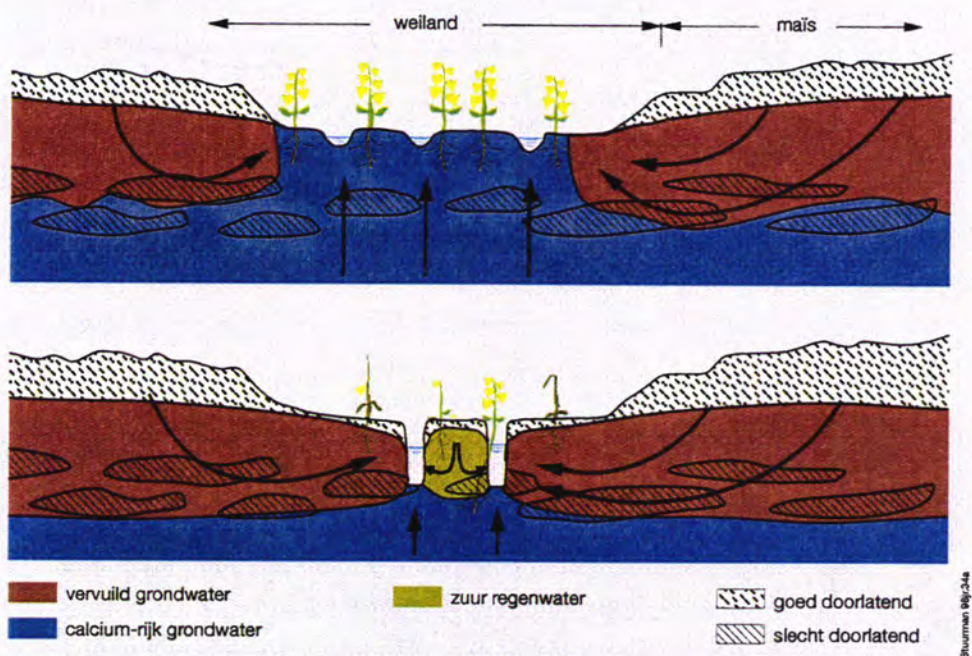 weiland
maïs
vervuild grondwater
calcium-rijk grondwater
zuur regenwater
goed doorlatend
slecht doorlatend